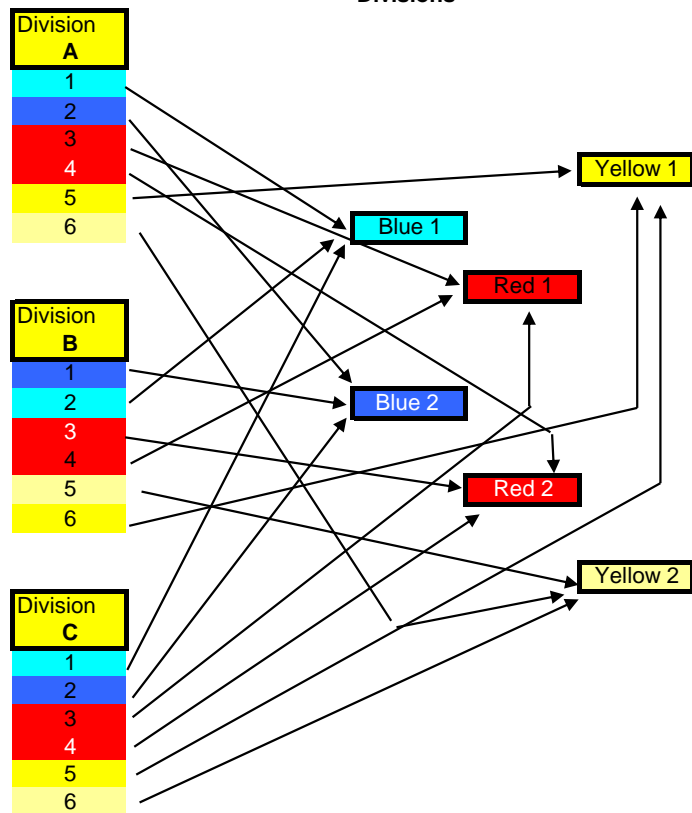 Divisions
Division
A
1
2
3
4
5
6
Yellow 1
Blue 1
Red 1
Division
B
1
2
3
4
5
6
Blue 2
Red 2
Yellow 2
Division
C
1
2
3
4
5
6